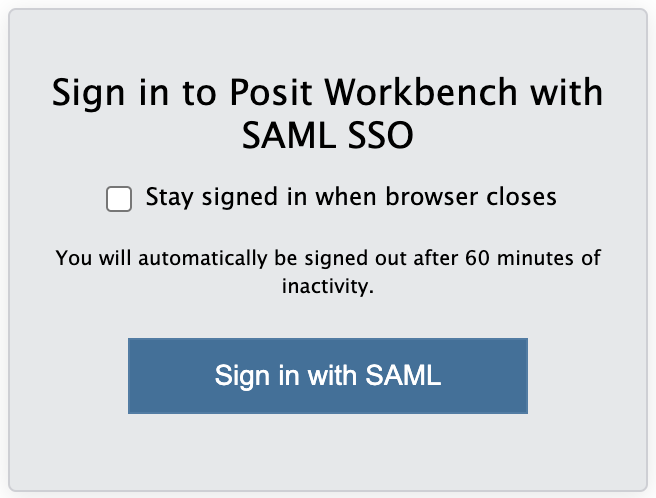 Sign in to Posit Workbench with
SAML SSO
Stay signed in when browser closes
You will automatically be signed out after 60 minutes of
inactivity.
Sign in with SAML